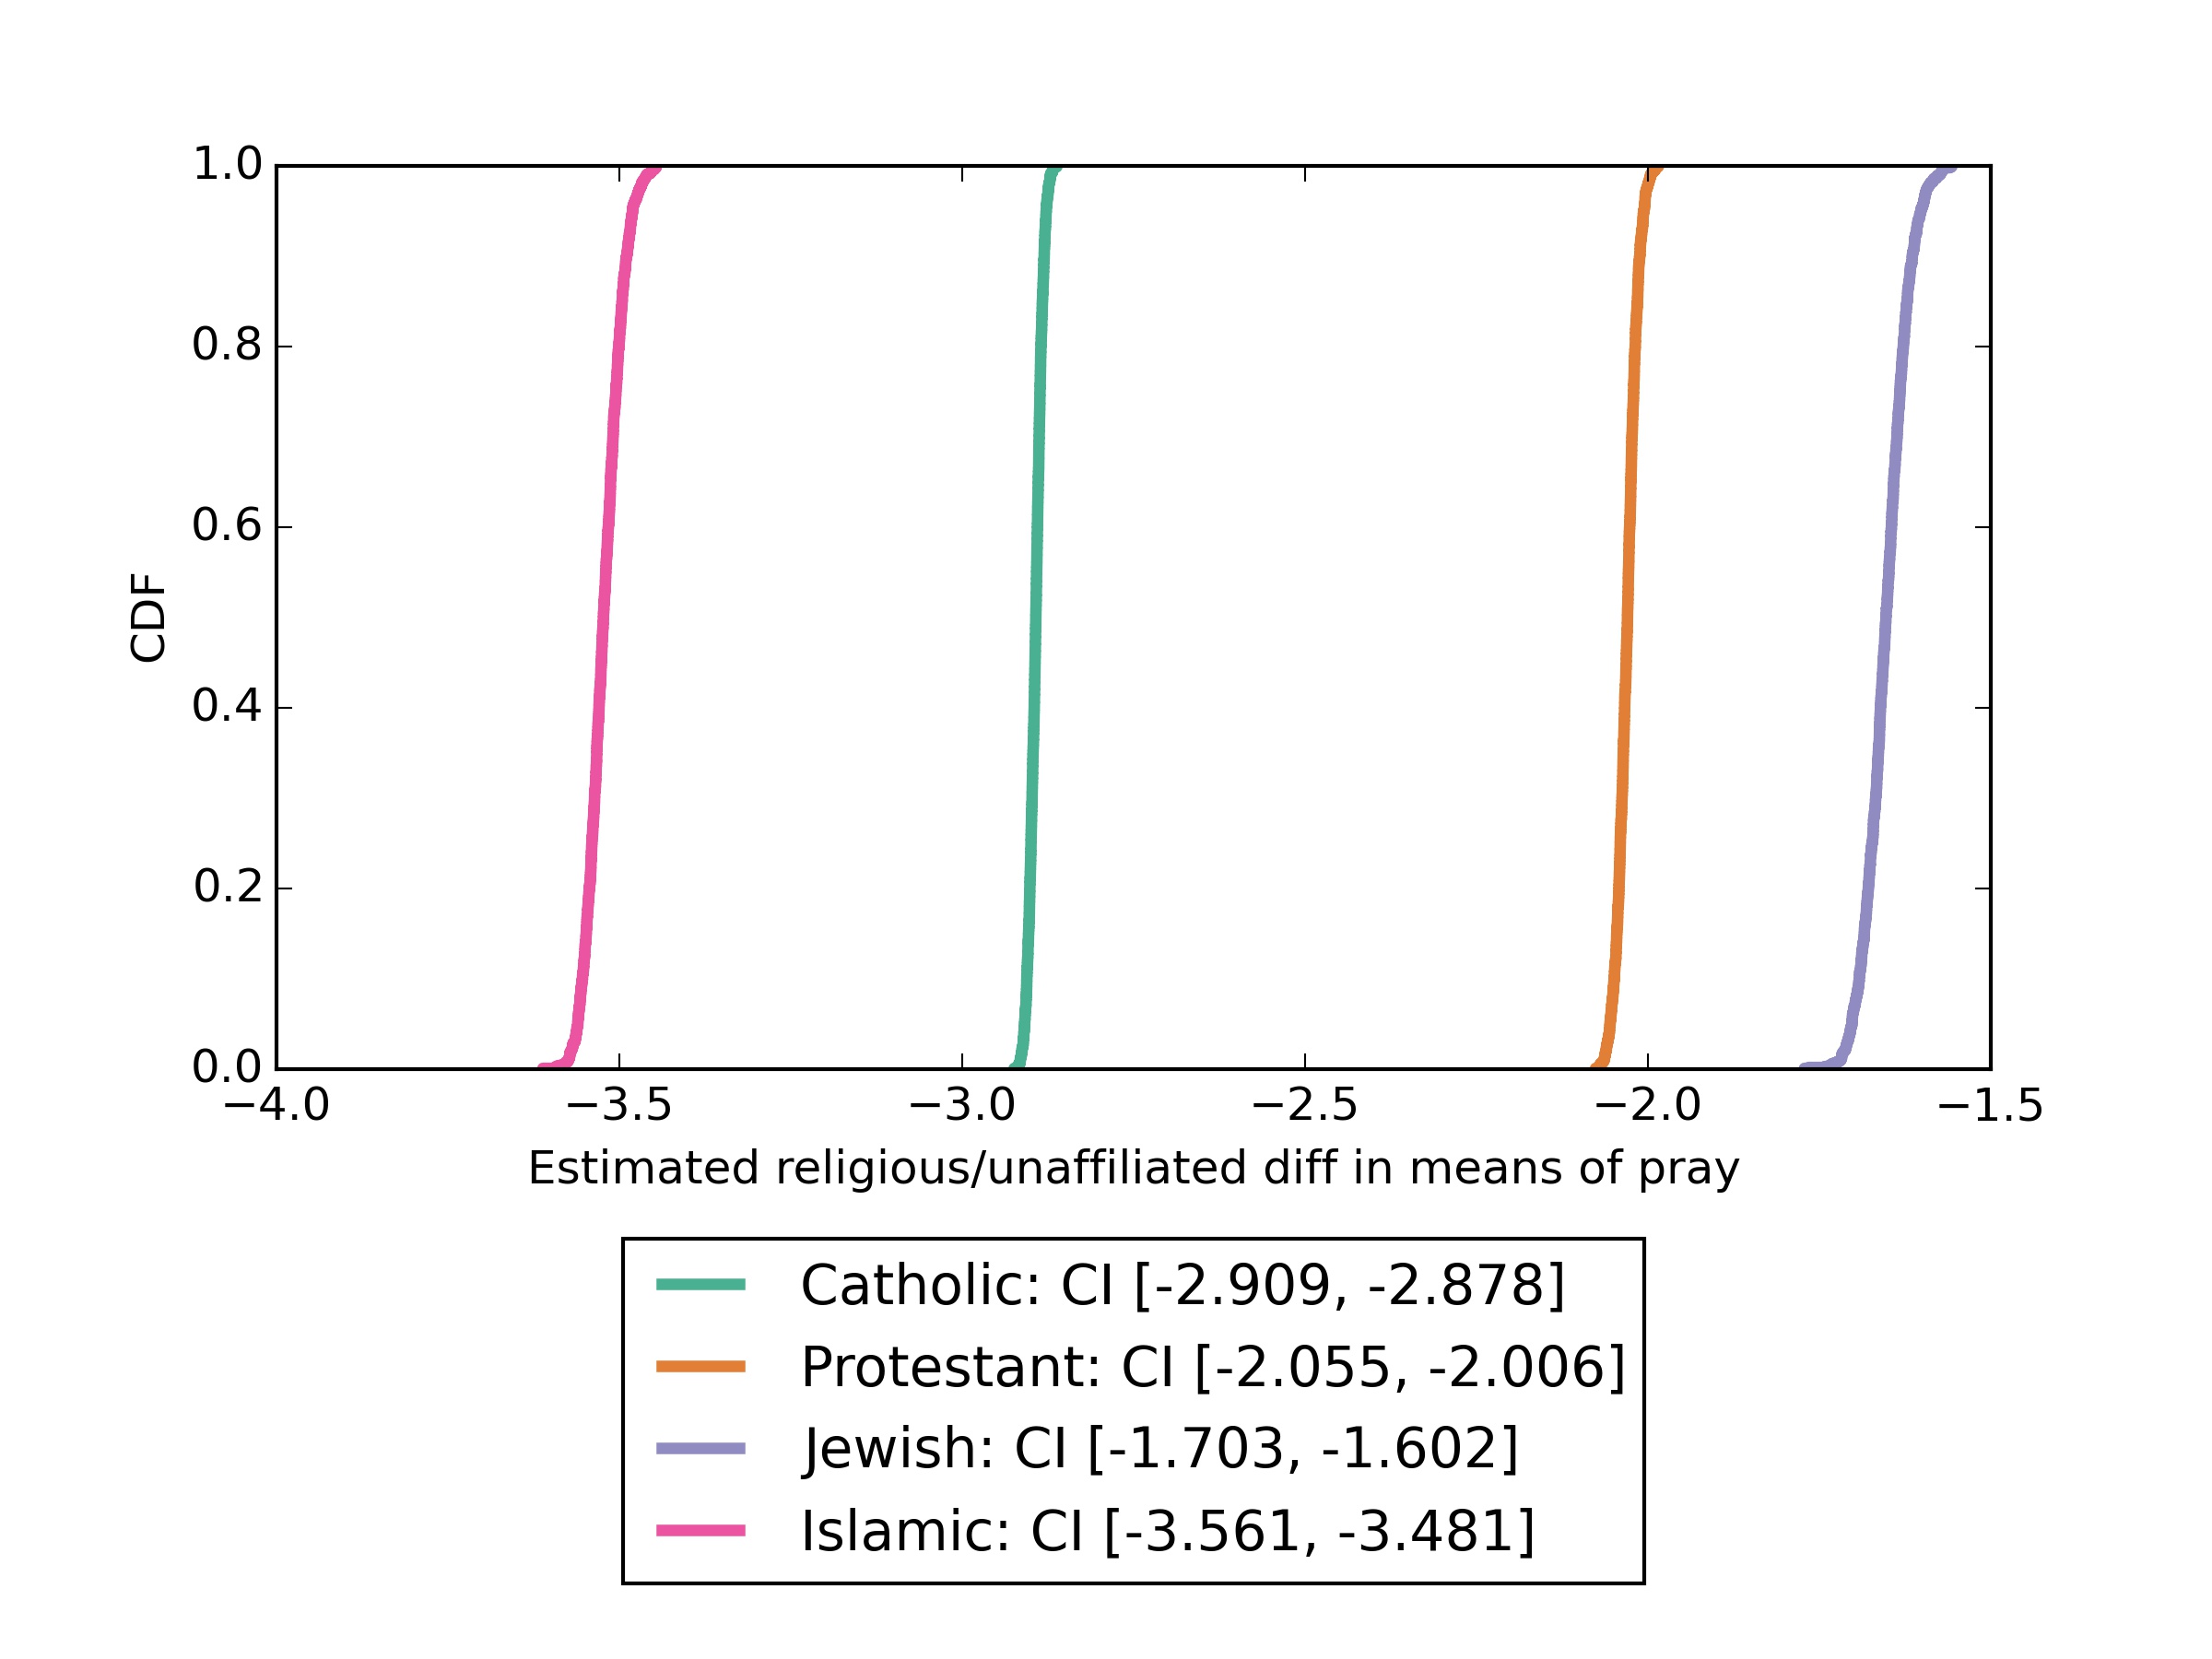 1.0
0.8
0.6
0.4
0.2
0.0
CDF
−4.0 −3.5 −3.0 −2.5 −2.0 −1.5
Estimated religious/unaffiliated diff in means of pray
Catholic: CI [-2.909, -2.878]
Protestant: CI [-2.055, -2.006]
Jewish: CI [-1.703, -1.602]
Islamic: CI [-3.561, -3.481]